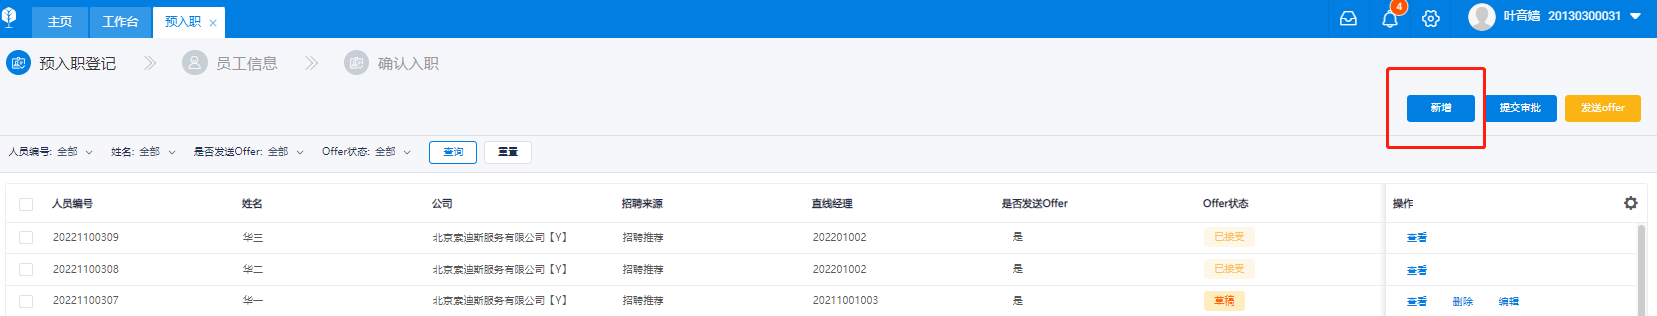 主页 工作台 预入职 × 4 叶音嬙 20130300031
预入职登记 员工信息 确认入职
新增 提交审批 发送offer
人员编号: 全部 姓名: 全部 是否发送Offer: 全部 Offer状态: 全部 查询 重置
人员编号 姓名 公司 招聘来源 直线经理 是否发送Offer Offer状态 操作
20221100309 华三 北京索迪斯服务有限公司【Y】 招聘推荐 202201002 是 已接受 查看
20221100308 华二 北京索迪斯服务有限公司【Y】 招聘推荐 202201002 是 已接受 查看
20221100307 华一 北京索迪斯服务有限公司【Y】 招聘推荐 20211001003 是 草稿 查看 删除 编辑